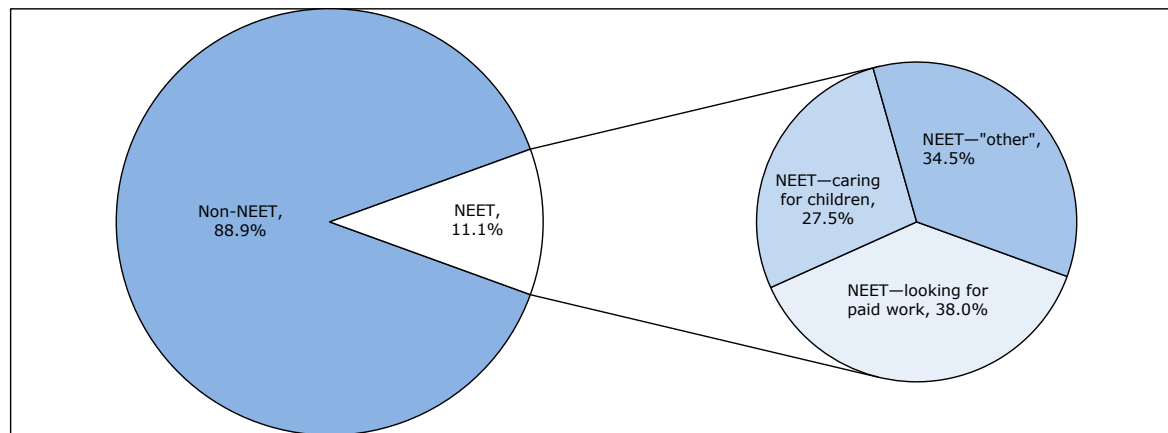 Non-NEET,
88.9%
NEET,
11.1%
NEET—"other",
34.5%
NEET—caring
for children,
27.5%
NEET—looking for
paid work, 38.0%